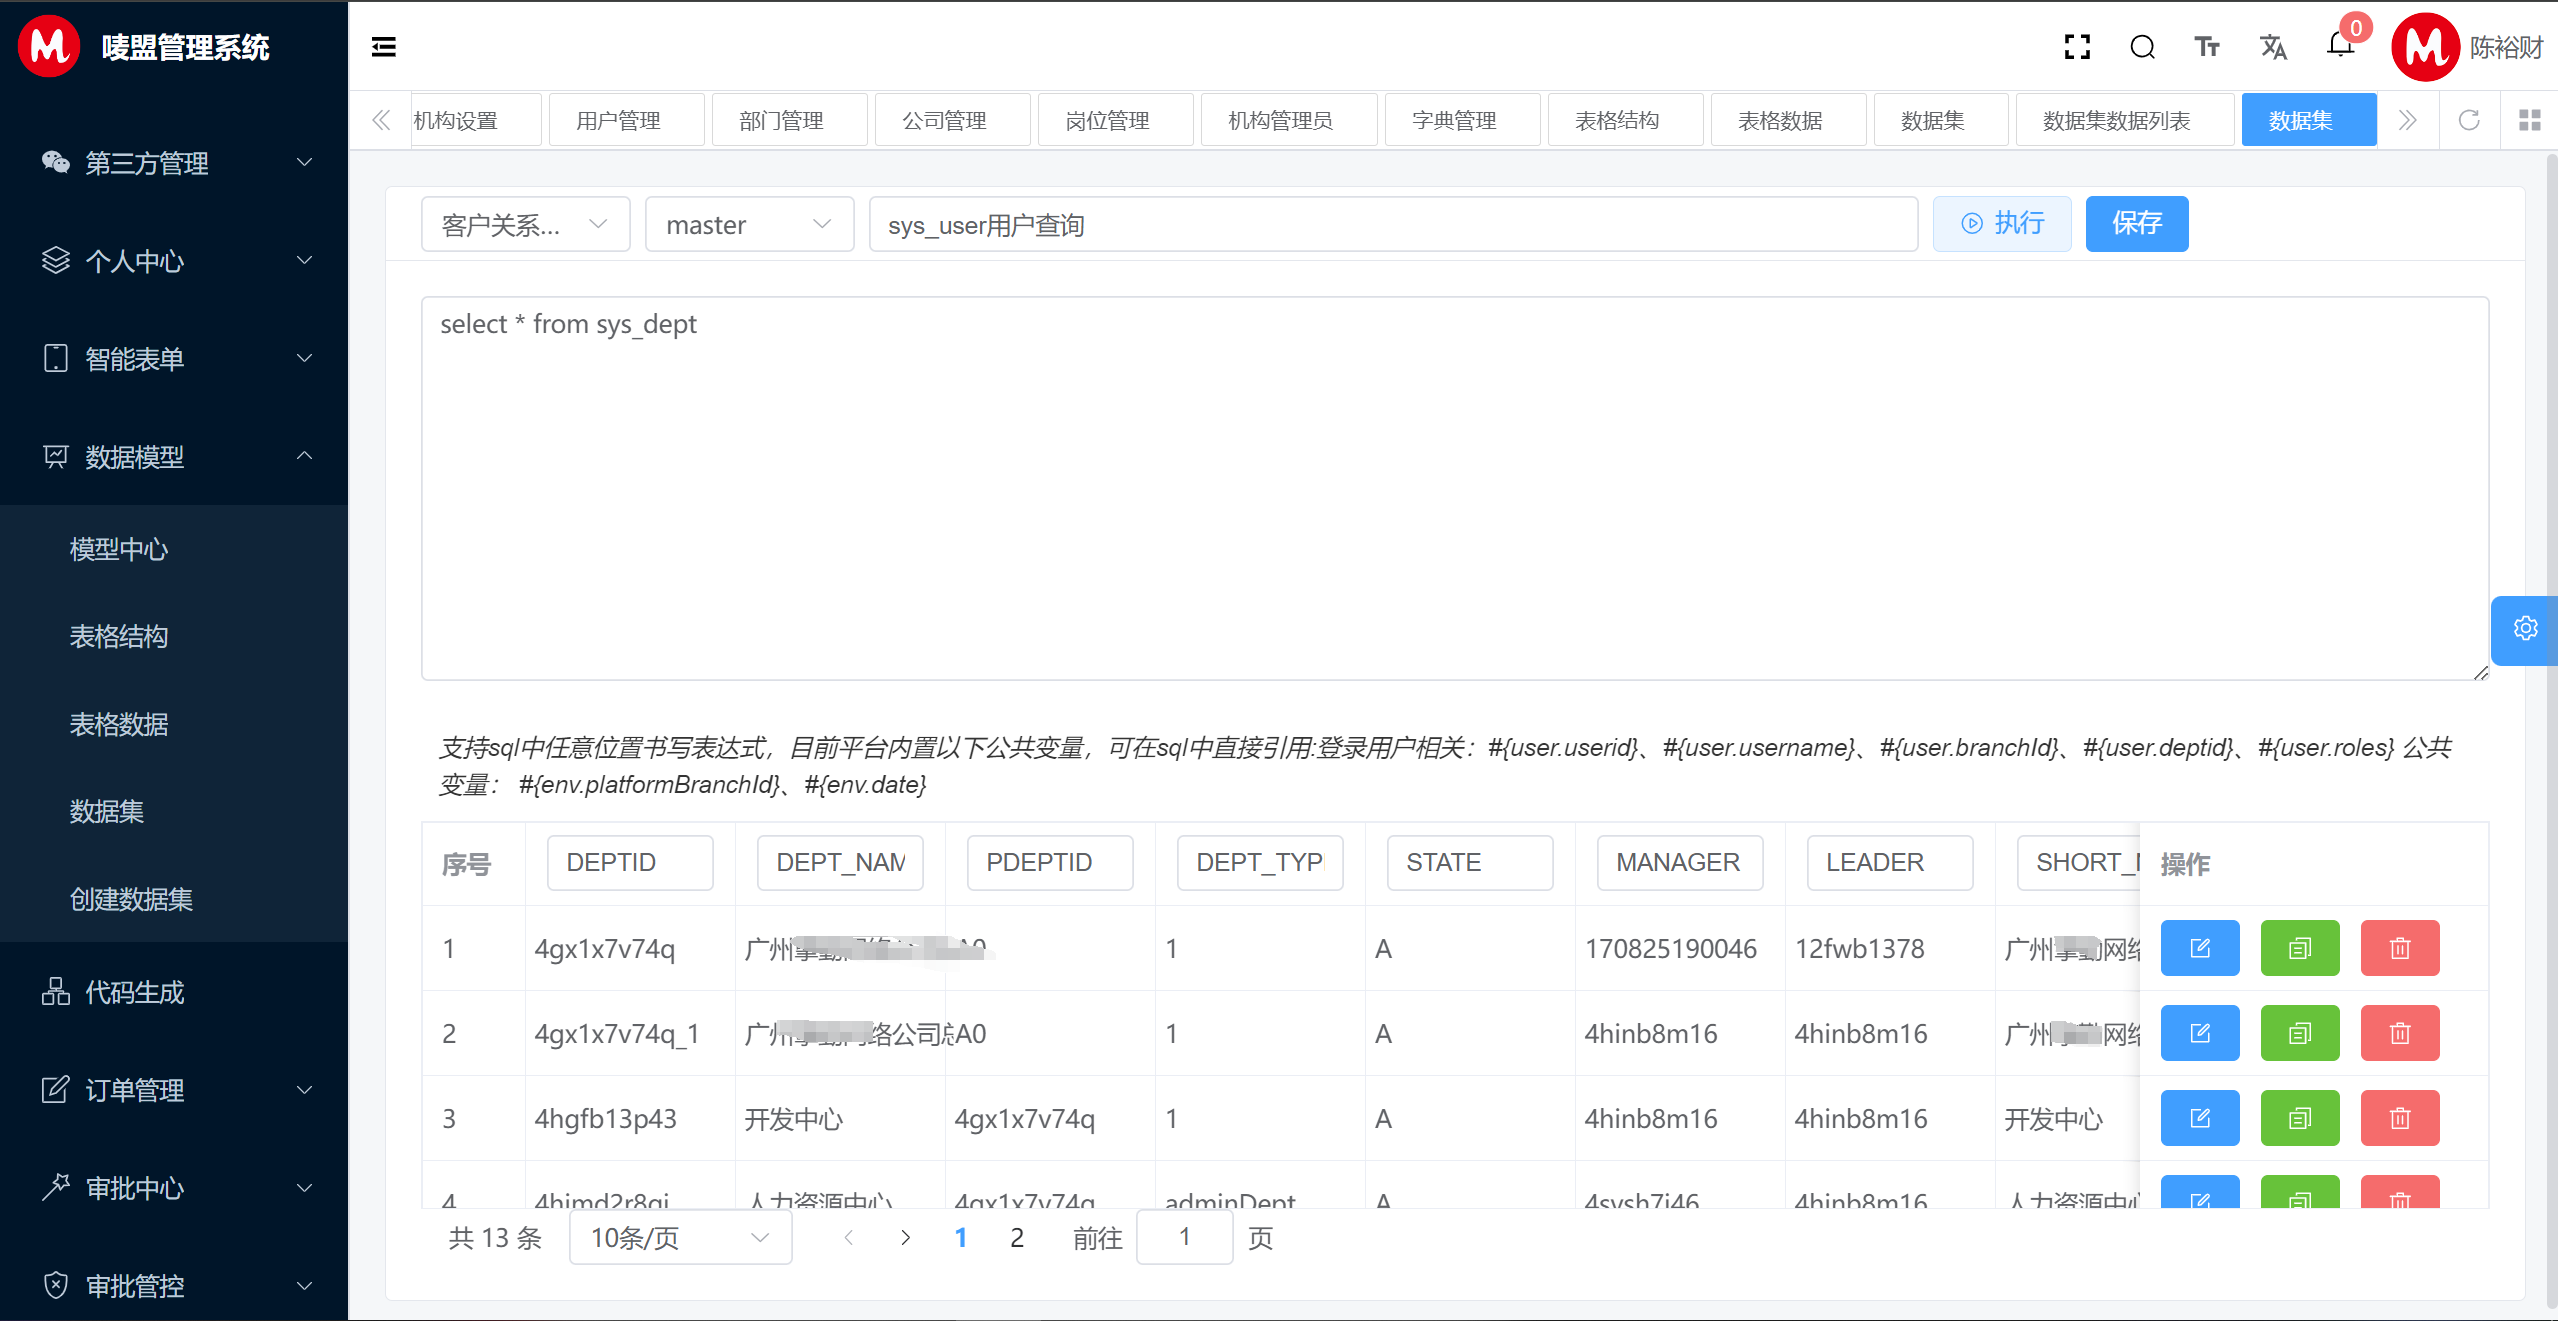 唛盟管理系统
0
陈裕财
机构设置
用户管理
部门管理
公司管理
岗位管理
机构管理员
字典管理
表格结构
表格数据
数据集
数据集数据列表
数据集
第三方管理
个人中心
智能表单
数据模型
模型中心
表格结构
表格数据
数据集
创建数据集
代码生成
订单管理
审批中心
审批管控
客户关系...
master
sys_user用户查询
执行
保存
select * from sys_dept
支持sql中任意位置书写表达式，目前平台内置以下公共变量，可在sql中直接引用:登录用户相关：#{user.userid}、#{user.username}、#{user.branchId}、#{user.deptid}、#{user.roles} 公共
变量： #{env.platformBranchId}、#{env.date}
序号 DEPTID DEPT_NAM PDEPTID DEPT_TYP STATE MANAGER LEADER SHORT_ 操作
1 4gx1x7v74q 广州 A0 1 A 170825190046 12fwb1378 广州 网络
2 4gx1x7v74q_1 广州 络公司 A0 1 A 4hinb8m16 4hinb8m16 广州 网络
3 4hgfb13p43 开发中心 4gx1x7v74q 1 A 4hinb8m16 4hinb8m16 开发中心
4 4himd2r8qi 人力资源中心 4gx1x7v74q adminDept A 4sysh7i46 4hinb8m16 人力资源中心
共 13 条
10条/页
1
2
前往
1
页